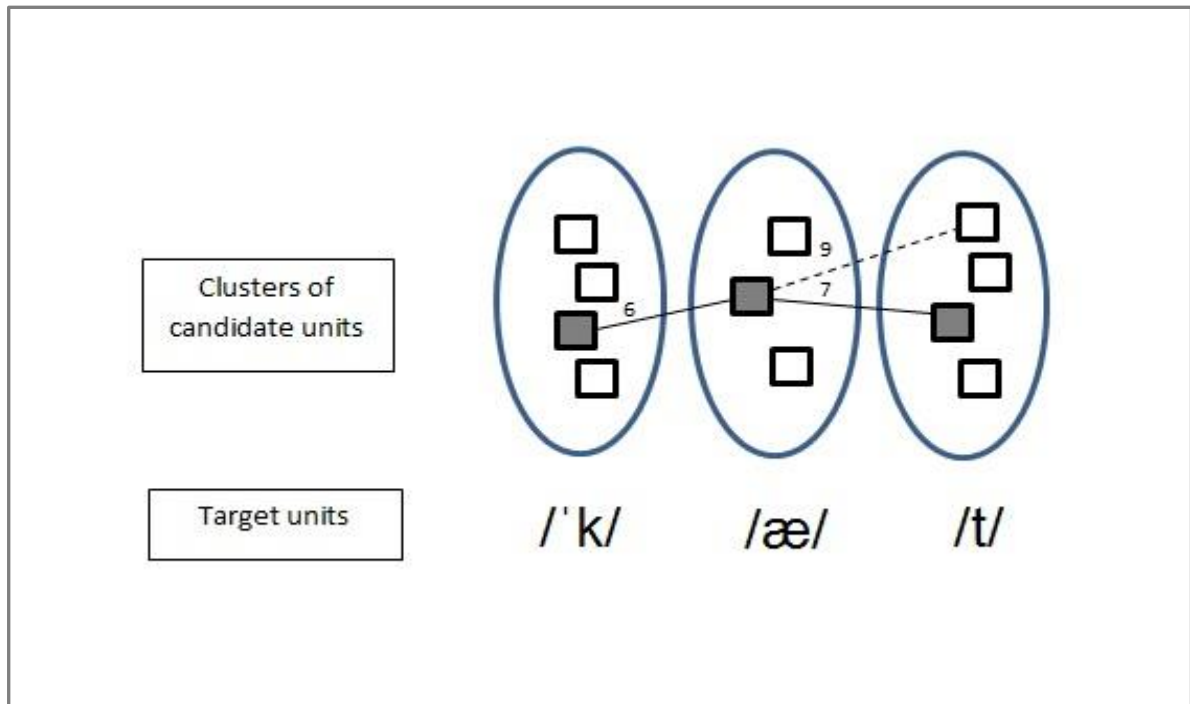 Clusters of
candidate units
9
7
6
Target units
/ˈk/ /æ/ /t/